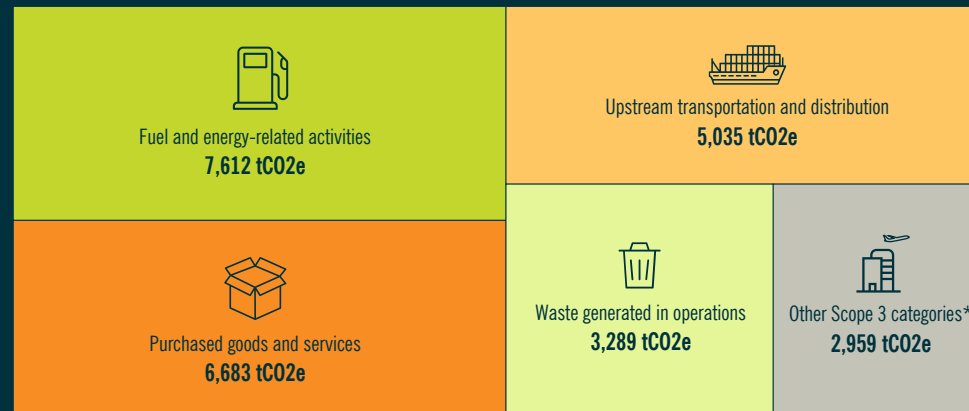 Fuel and energy-related activities
7,612 tCO2e
Upstream transportation and distribution
5,035 tCO2e
Purchased goods and services
6,683 tCO2e
Waste generated in operations
3,289 tCO2e
Other Scope 3 categories*
2,959 tCO2e